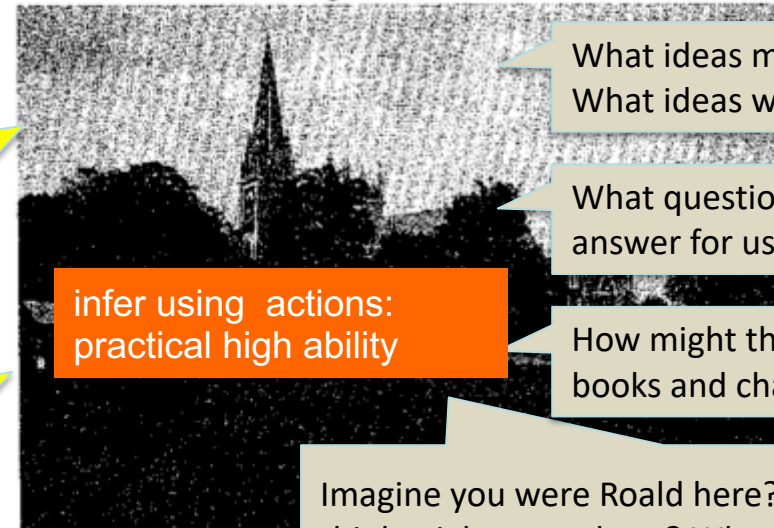 What ideas m
What ideas w
What questio
answer for us
infer using actions:
practical high ability
How might th
books and cha
Imagine you were Roald here?